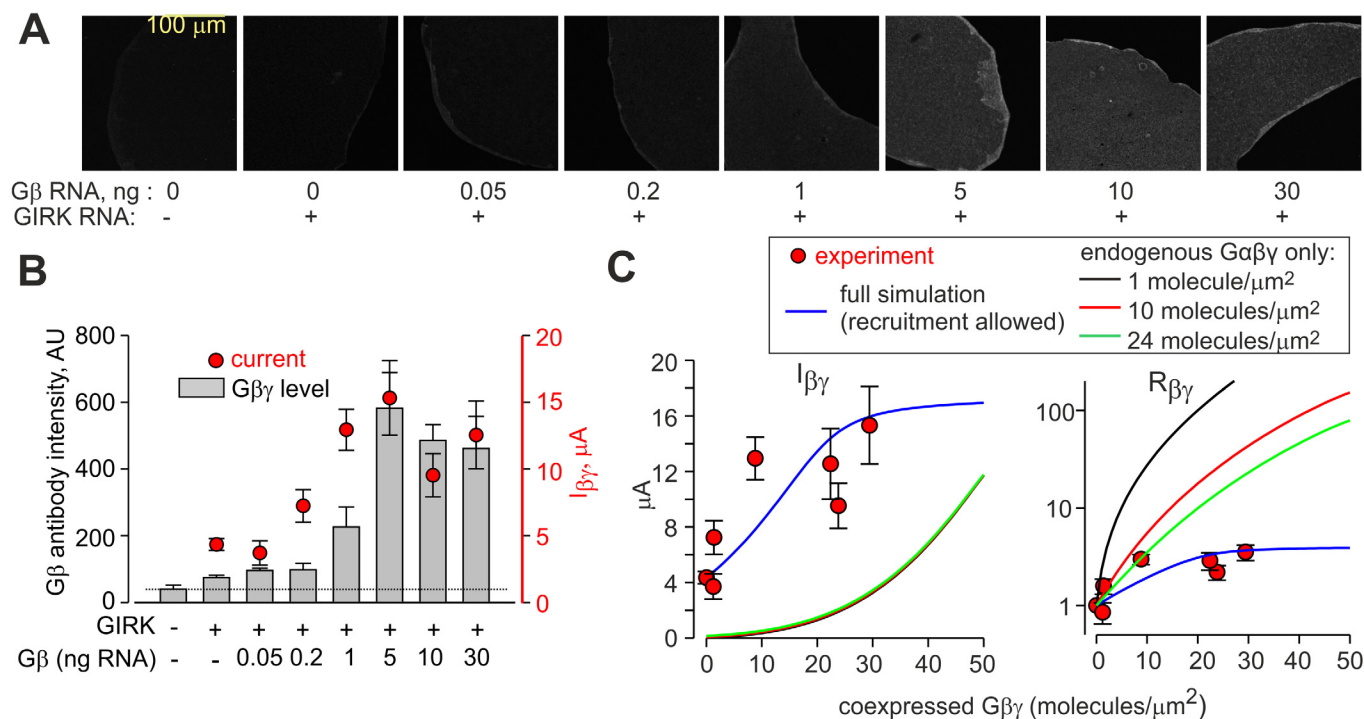 A
100 μm
Gβ RNA, ng : 0 0 0.05 0.2 1 5 10 30
GIRK RNA: - + + + + + + +
B
800
600
400
200
0
Gβ antibody intensity, AU
current
Gβγ level
20
15
10
5
0
Iβγ, μA
GIRK - + + + + + + +
Gβ (ng RNA) - - 0.05 0.2 1 5 10 30
C
experiment
full simulation
(recruitment allowed)
endogenous Gαβγ only:
1 molecule/μm²
10 molecules/μm²
24 molecules/μm²
Iβγ
20
16
12
8
4
0
μA
0 10 20 30 40 50
Rβγ
100
10
1
0 10 20 30 40 50
coexpressed Gβγ (molecules/μm²)